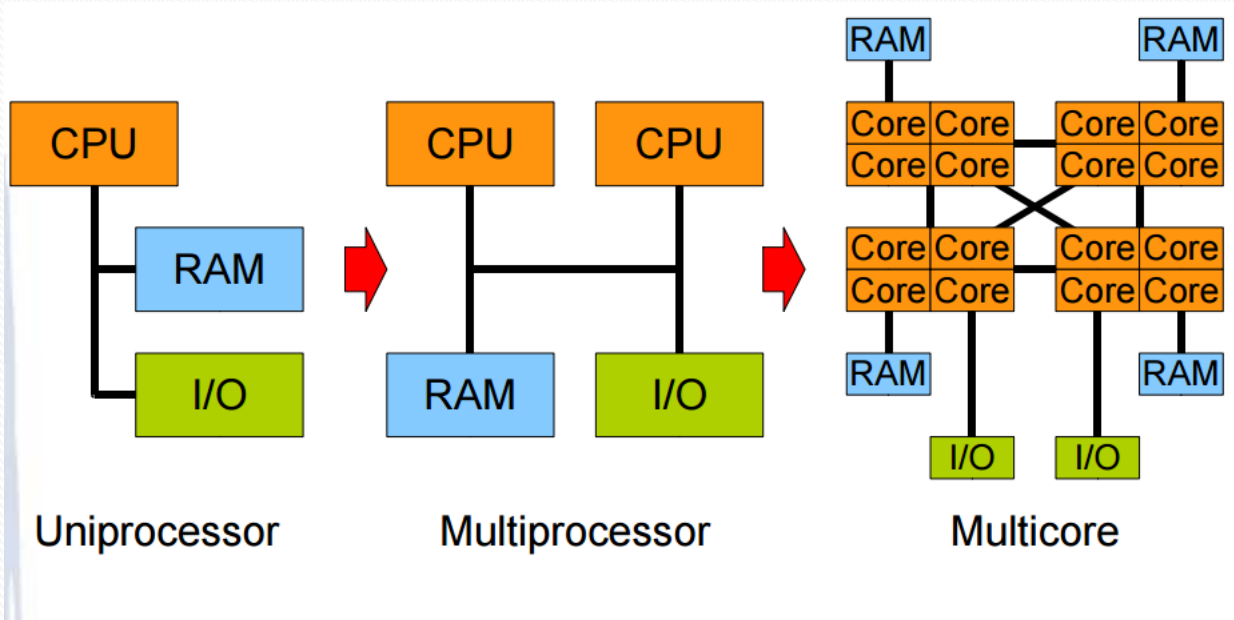 CPU
RAM
I/O
Uniprocessor
CPU CPU
RAM I/O
Multiprocessor
RAM RAM
Core Core Core Core
Core Core Core Core
Core Core Core Core
Core Core Core Core
RAM RAM
I/O I/O
Multicore